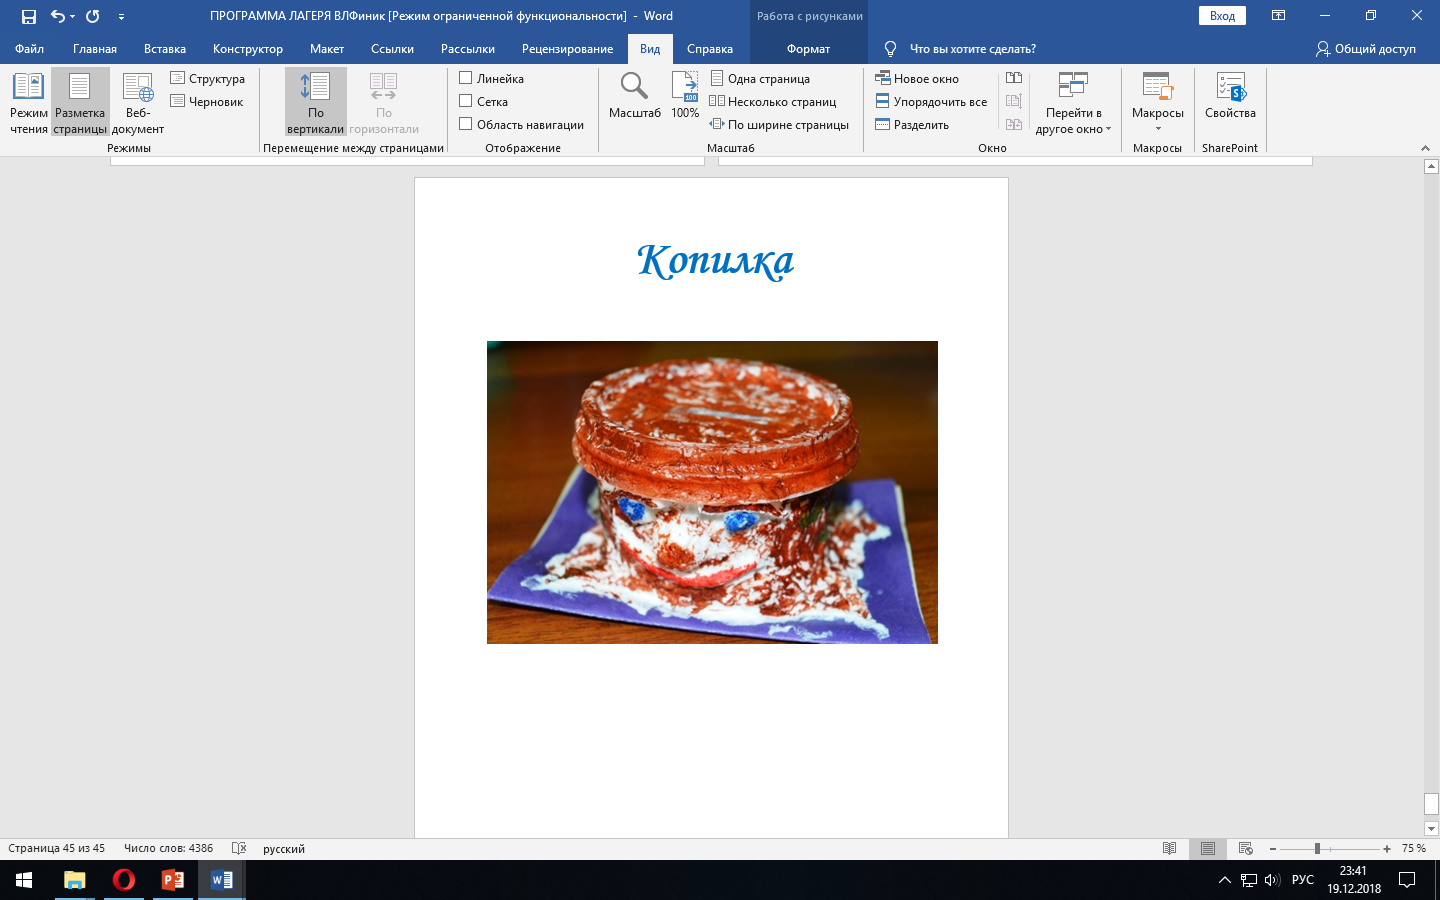 ПРОГРАММА ЛАГЕРЯ ВЛФиник [Режим ограниченной функциональности] - Word
Работа с рисунками
Вход
Файл
Главная
Вставка
Конструктор
Макет
Ссылки
Рассылки
Рецензирование
Вид
Справка
Формат
Что вы хотите сделать?
Общий доступ
Режим
чтения
Разметка
страницы
Веб-
документ
Структура
Черновик
Режимы
По
вертикали
По
горизонтали
Перемещение между страницами
Линейка
Сетка
Область навигации
Отображение
Масштаб
100
100%
Одна страница
Несколько страниц
По ширине страницы
Масштаб
Новое окно
Упорядочить все
Разделить
Перейти в
другое окно
Окно
Макросы
Макросы
Свойства
SharePoint
Копилка
Страница 45 из 45
Число слов: 4386
русский
75 %
РУС
23:41
19.12.2018